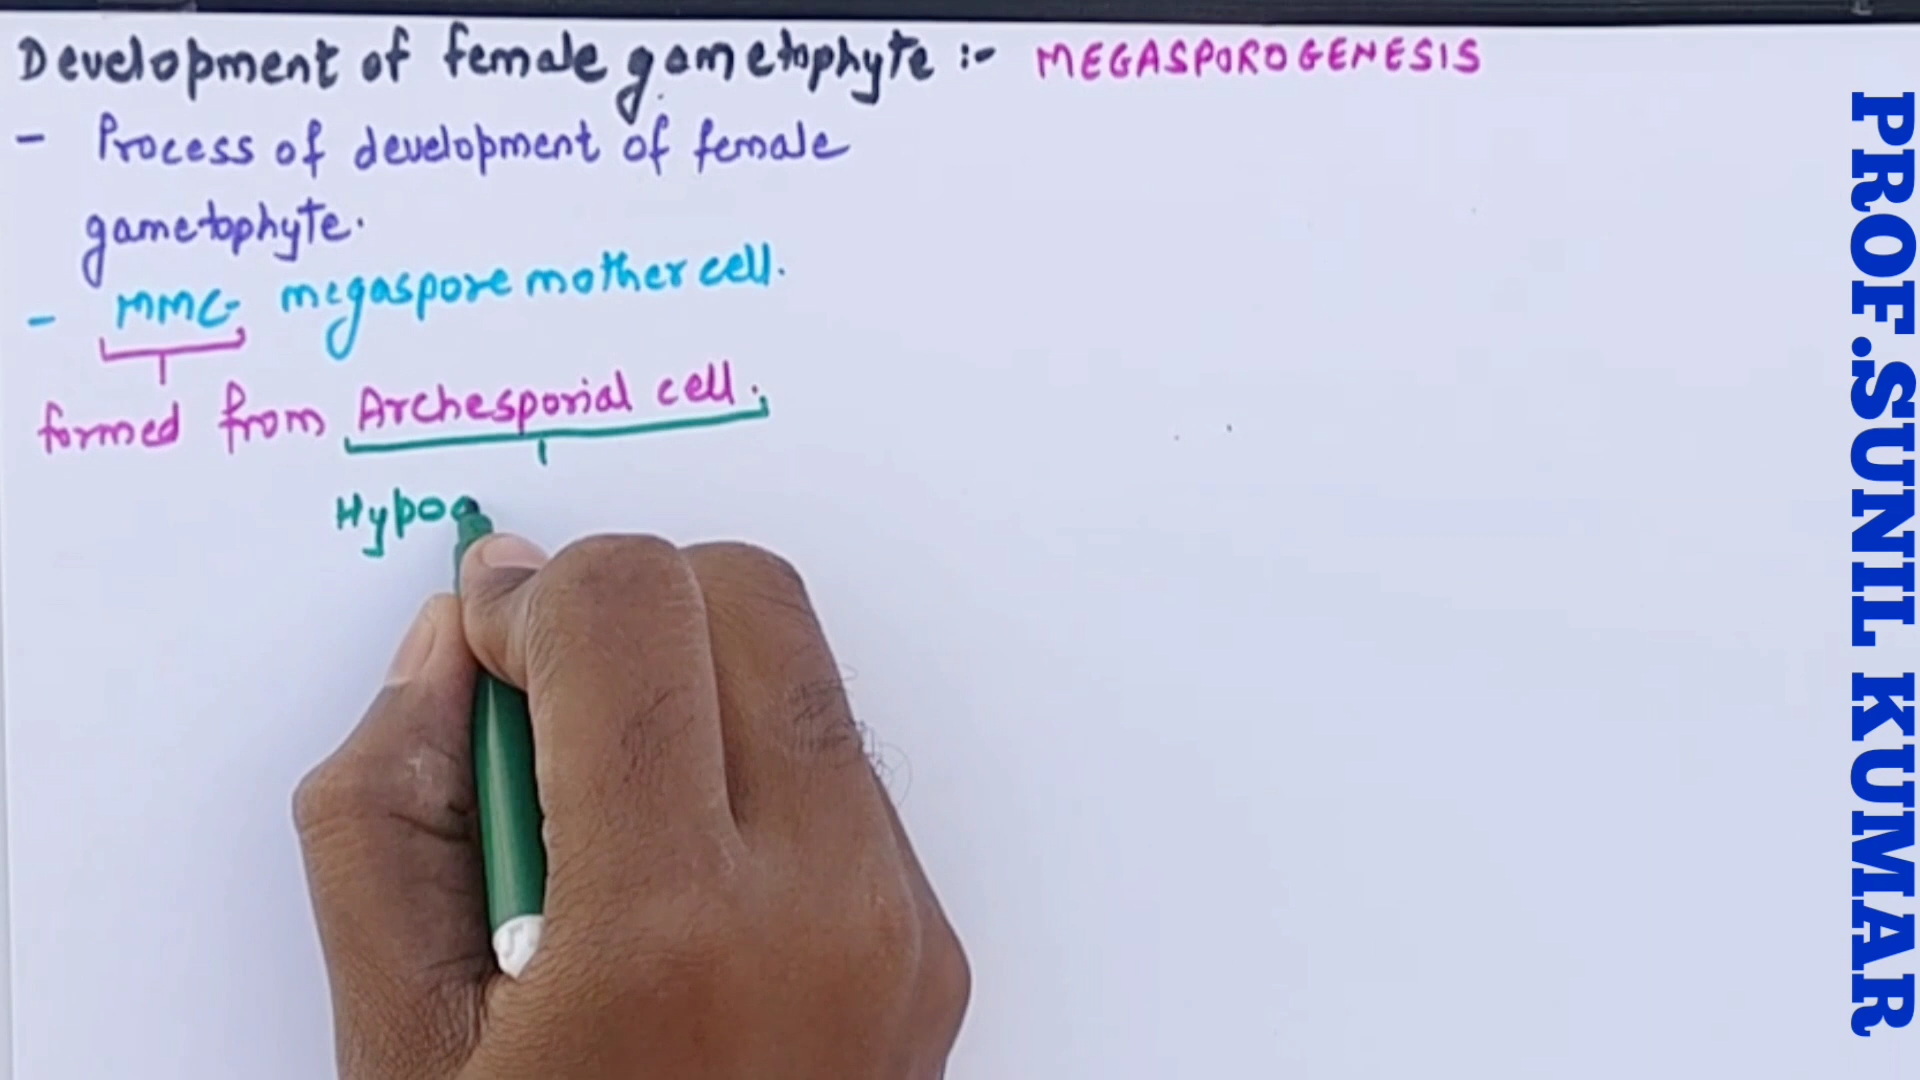 Development of female gametophyte :- MEGASPOROGENESIS
- Process of development of female
gametophyte.
- MMC- megaspore mother cell.
formed from Archesporial cell.
Hypo
PROF.SUNIL KUMAR